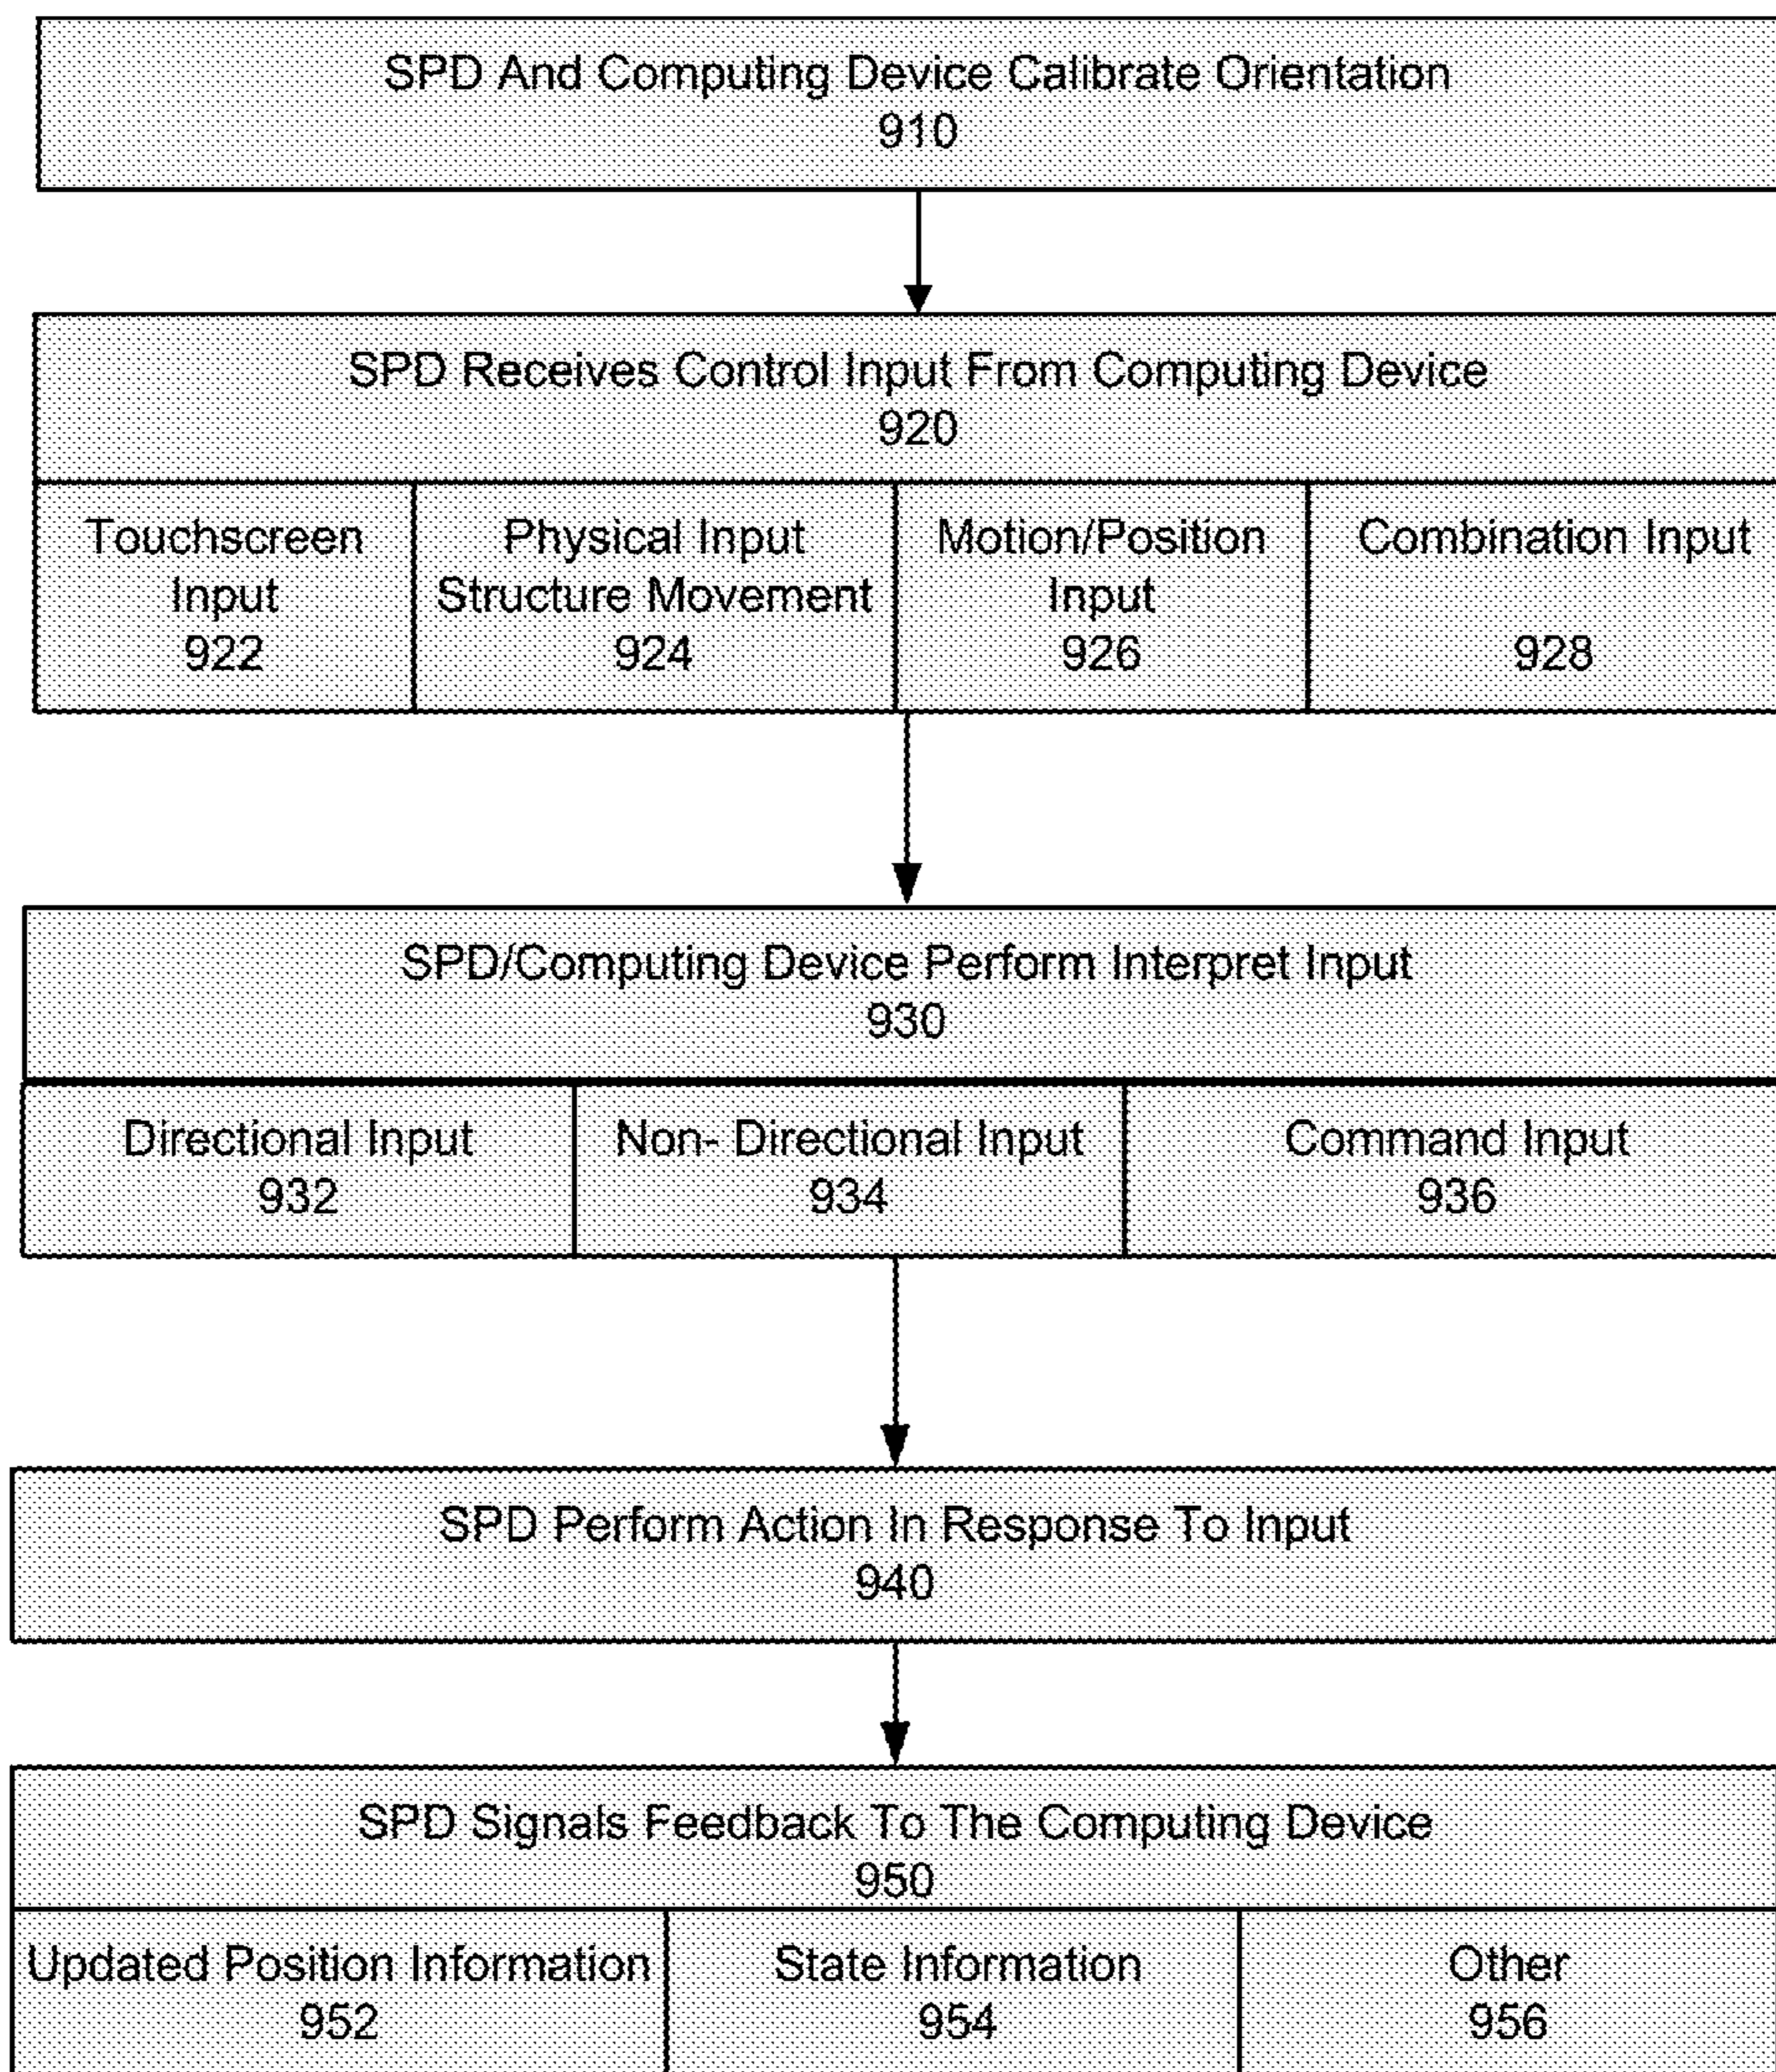 SPD And Computing Device Calibrate Orientation
910
SPD Receives Control Input From Computing Device
920
Touchscreen
Input
922
Physical Input
Structure Movement
924
Motion/Position
Input
926
Combination Input
928
SPD/Computing Device Perform Interpret Input
930
Directional Input
932
Non- Directional Input
934
Command Input
936
SPD Perform Action In Response To Input
940
SPD Signals Feedback To The Computing Device
950
Updated Position Information
952
State Information
954
Other
956